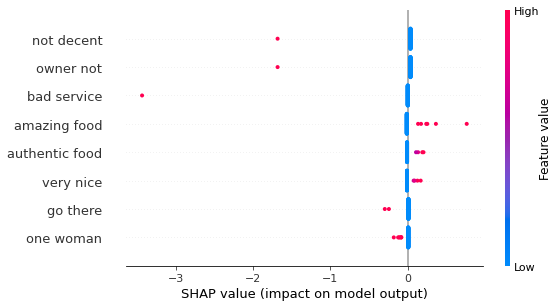 High
not decent
owner not
bad service
amazing food
authentic food
very nice
go there
one woman
Feature value
Low
−3
−2
−1
0
SHAP value (impact on model output)